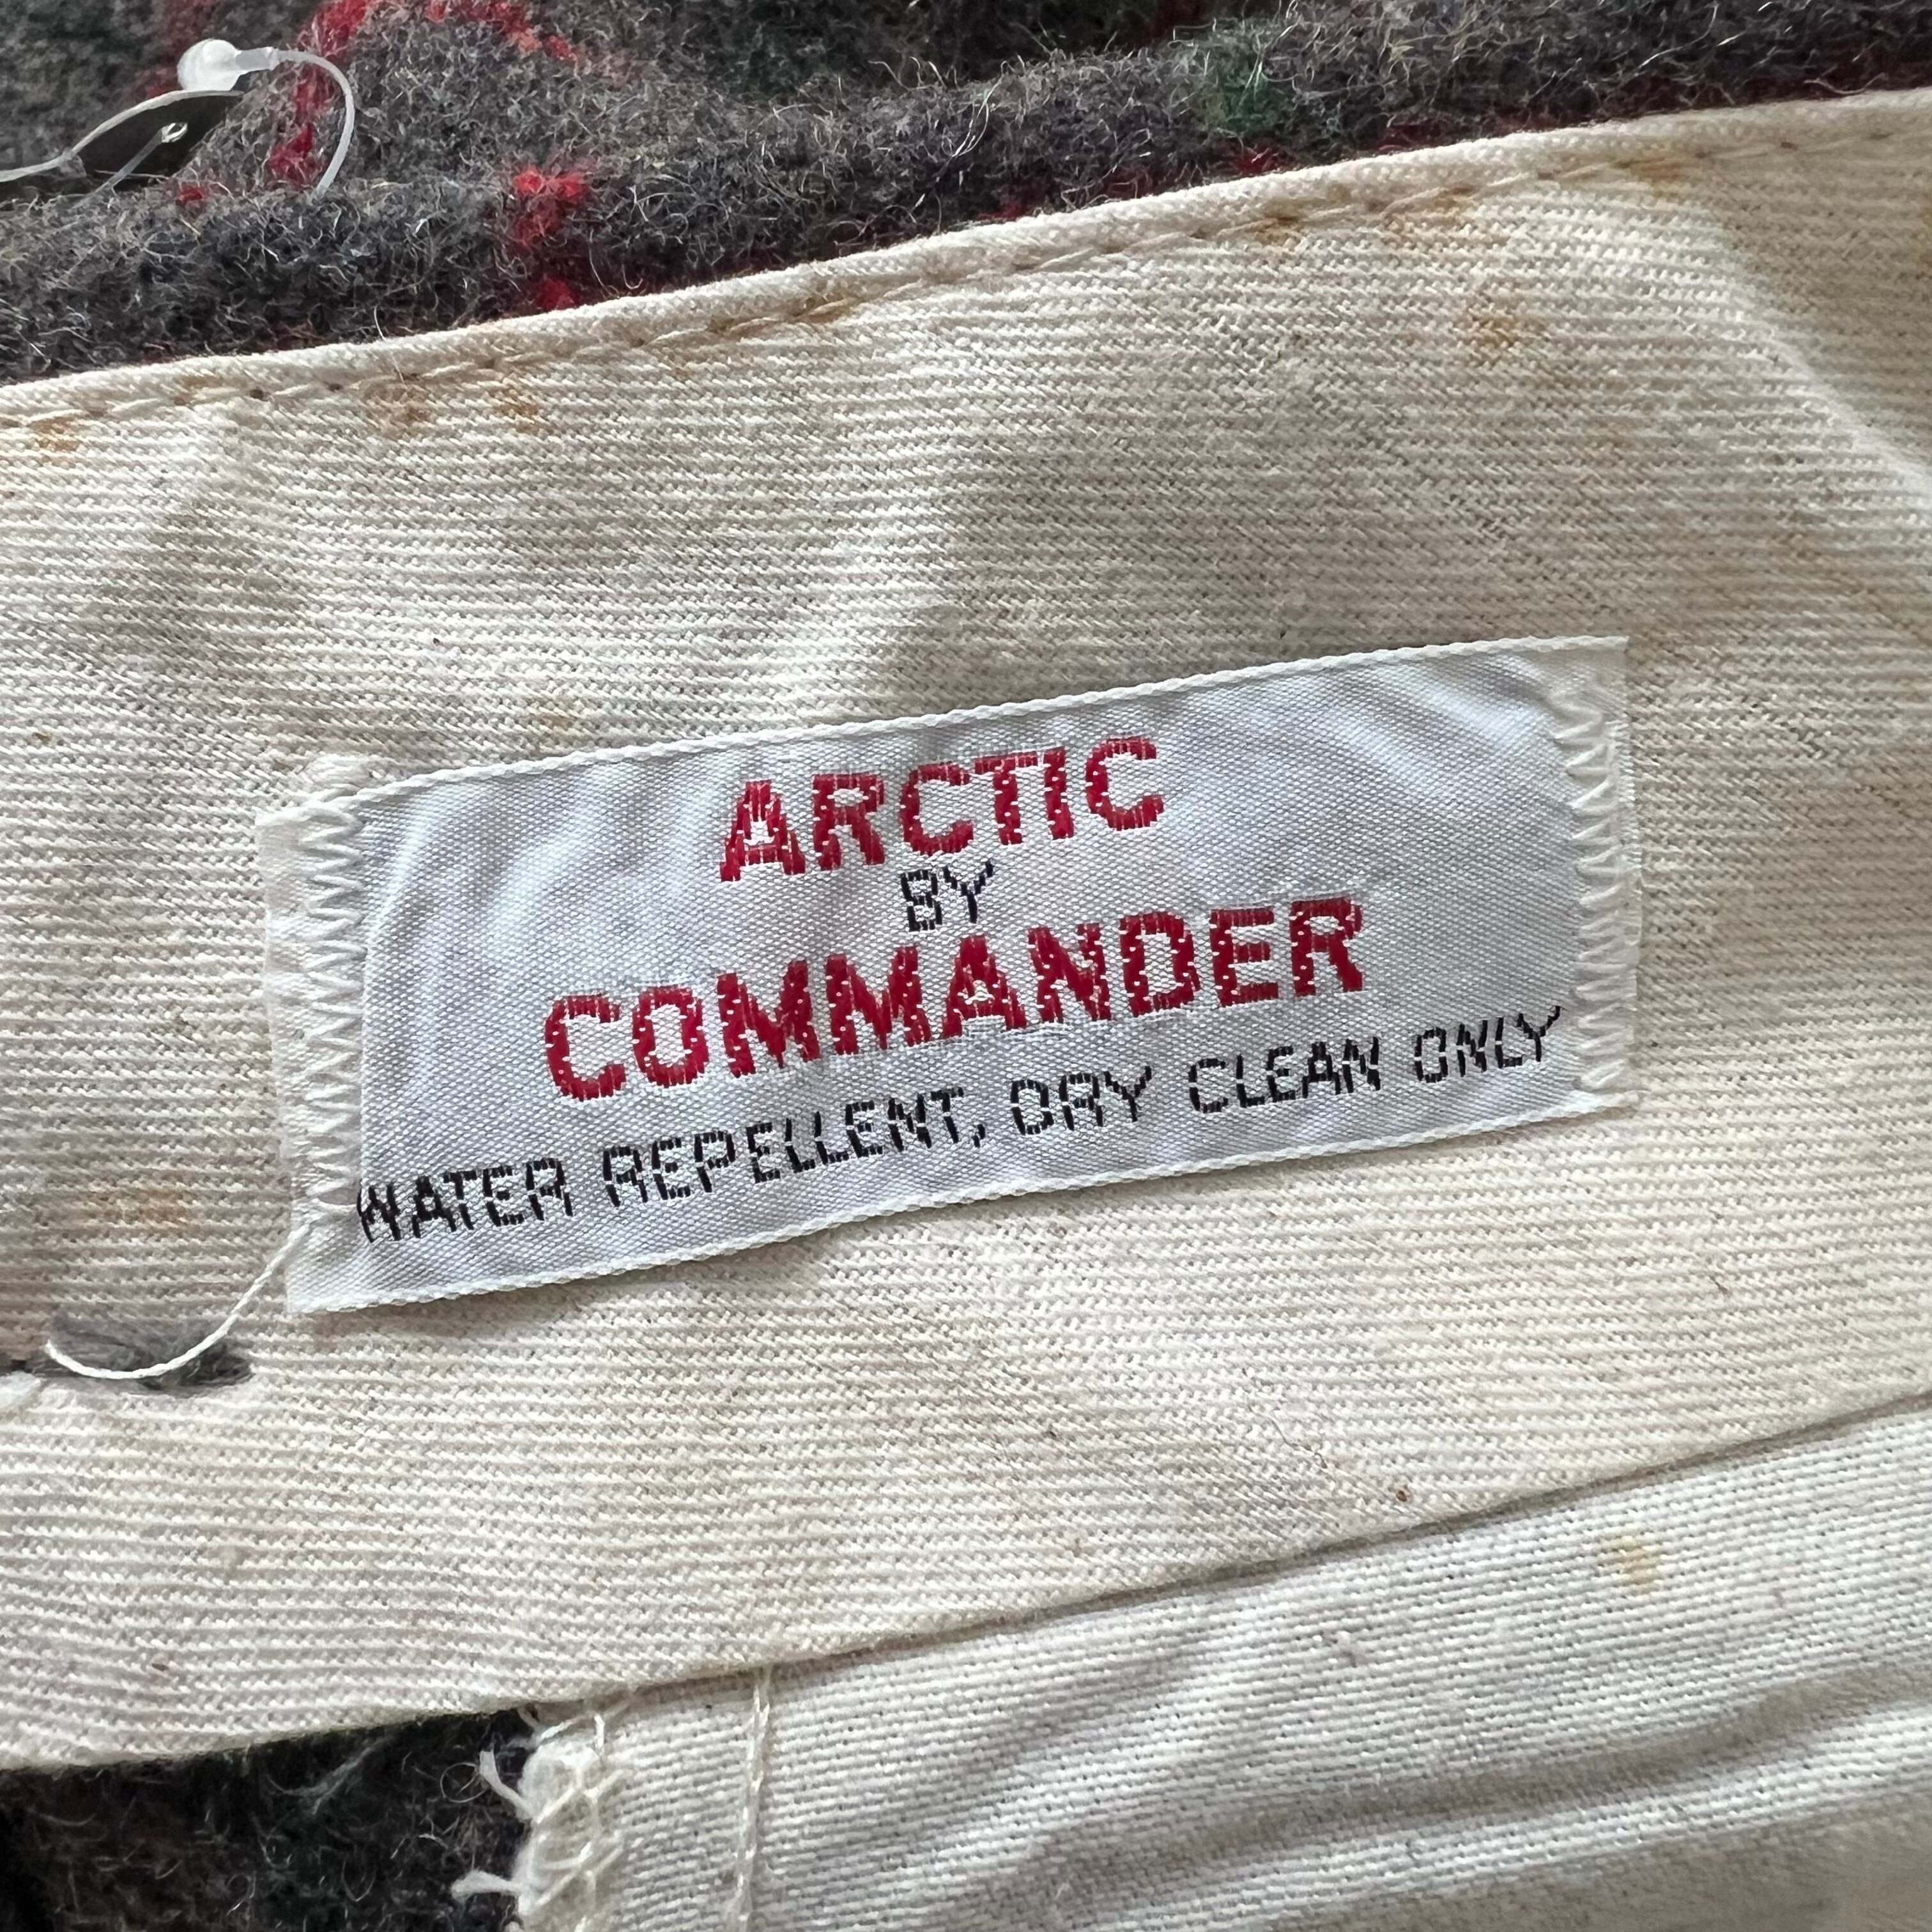 ARCTIC
BY
COMMANDER
WATER REPELLENT, DRY CLEAN ONLY